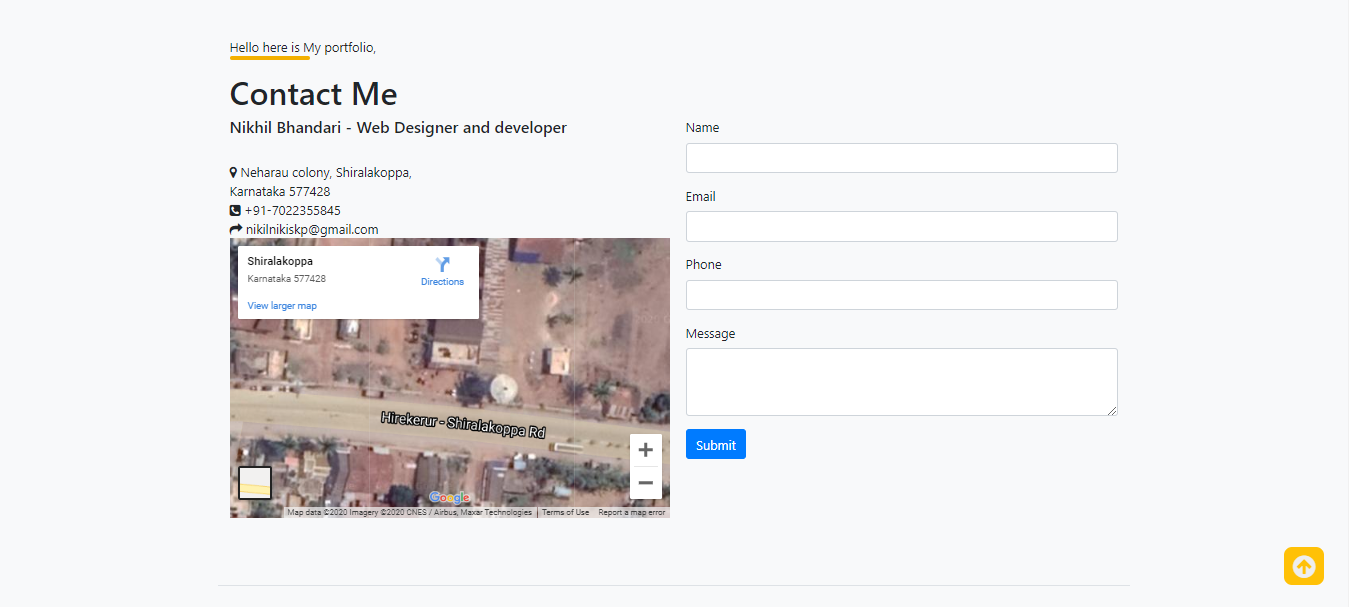 Hello here is My portfolio,
Contact Me
Nikhil Bhandari - Web Designer and developer
Neharau colony, Shiralakoppa,
Karnataka 577428
+91-7022355845
nikilnikiskp@gmail.com
Shiralakoppa
Karnataka 577428
Directions
View larger map
Hirekerur - Shiralakoppa Rd
Google
Map data ©2020 Imagery ©2020 CNES / Airbus, Maxar Technologies
Terms of Use
Report a map error
Name
Email
Phone
Message
Submit